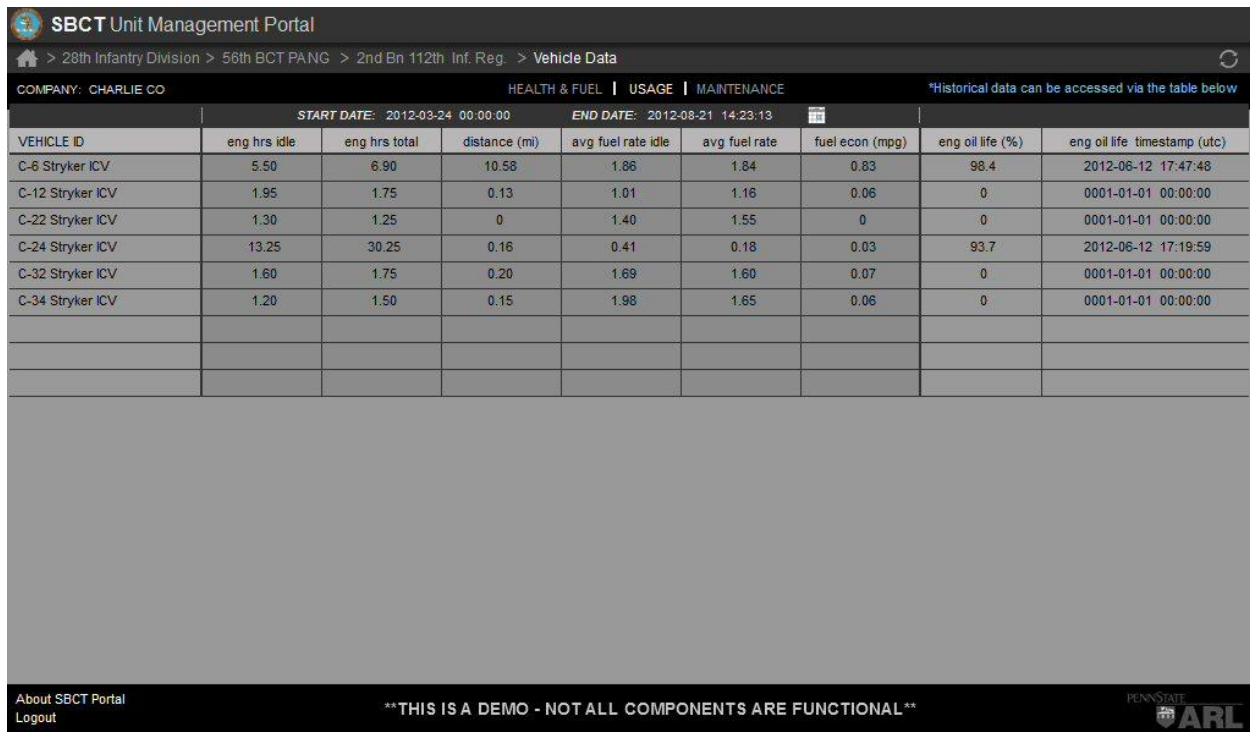 SBCT Unit Management Portal
> 28th Infantry Division > 56th BCT PANG > 2nd Bn 112th Inf. Reg. > Vehicle Data
COMPANY: CHARLIE CO HEALTH & FUEL | USAGE | MAINTENANCE *Historical data can be accessed via the table below
START DATE: 2012-03-24 00:00:00 END DATE: 2012-08-21 14:23:13
VEHICLE ID eng hrs idle eng hrs total distance (mi) avg fuel rate idle avg fuel rate fuel econ (mpg) eng oil life (%) eng oil life timestamp (utc)
C-6 Stryker ICV 5.50 6.90 10.58 1.86 1.84 0.83 98.4 2012-06-12 17:47:48
C-12 Stryker ICV 1.95 1.75 0.13 1.01 1.16 0.06 0 0001-01-01 00:00:00
C-22 Stryker ICV 1.30 1.25 0 1.40 1.55 0 0 0001-01-01 00:00:00
C-24 Stryker ICV 13.25 30.25 0.16 0.41 0.18 0.03 93.7 2012-06-12 17:19:59
C-32 Stryker ICV 1.60 1.75 0.20 1.69 1.60 0.07 0 0001-01-01 00:00:00
C-34 Stryker ICV 1.20 1.50 0.15 1.98 1.65 0.06 0 0001-01-01 00:00:00
About SBCT Portal
Logout
**THIS IS A DEMO - NOT ALL COMPONENTS ARE FUNCTIONAL**
PENNSTATE
ARL